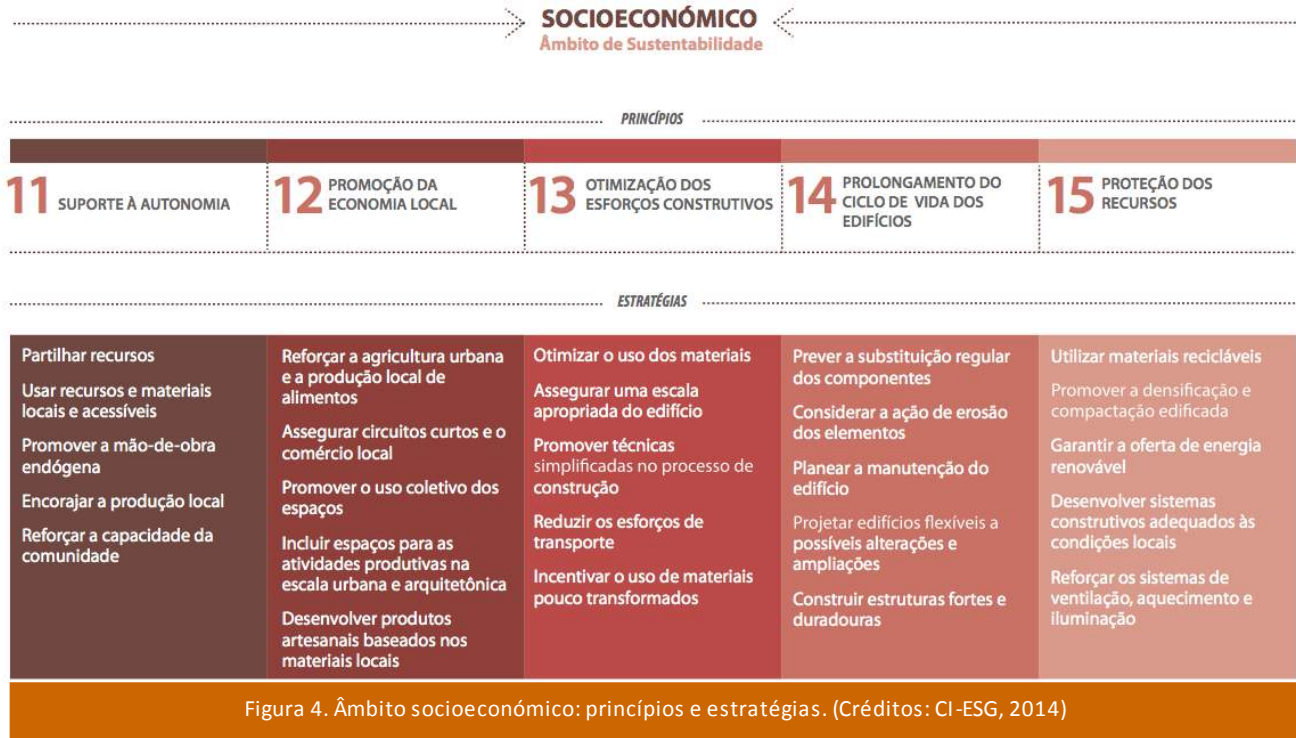 SOCIOECONÓMICO
Âmbito de Sustentabilidade
PRINCÍPIOS
11 SUPORTE À AUTONOMIA
12 PROMOÇÃO DA
ECONOMIA LOCAL
13 OTIMIZAÇÃO DOS
ESFORÇOS CONSTRUTIVOS
14 PROLONGAMENTO DO
CICLO DE VIDA DOS
EDIFÍCIOS
15 PROTEÇÃO DOS
RECURSOS
ESTRATÉGIAS
Partilhar recursos
Usar recursos e materiais
locais e acessíveis
Promover a mão-de-obra
endógena
Encorajar a produção local
Reforçar a capacidade da
comunidade
Reforçar a agricultura urbana
e a produção local de
alimentos
Assegurar circuitos curtos e o
comércio local
Promover o uso coletivo dos
espaços
Incluir espaços para as
atividades produtivas na
escala urbana e arquitetônica
Desenvolver produtos
artesanais baseados nos
materiais locais
Otimizar o uso dos materiais
Assegurar uma escala
apropriada do edifício
Promover técnicas
simplificadas no processo de
construção
Reduzir os esforços de
transporte
Incentivar o uso de materiais
pouco transformados
Prever a substituição regular
dos componentes
Considerar a ação de erosão
dos elementos
Planear a manutenção do
edifício
Projetar edifícios flexíveis a
possíveis alterações e
ampliações
Construir estruturas fortes e
duradouras
Utilizar materiais recicláveis
Promover a densificação e
compactação edificada
Garantir a oferta de energia
renovável
Desenvolver sistemas
construtivos adequados às
condições locais
Reforçar os sistemas de
ventilação, aquecimento e
iluminação
Figura 4. Âmbito socioeconómico: princípios e estratégias. (Créditos: CI-ESG, 2014)